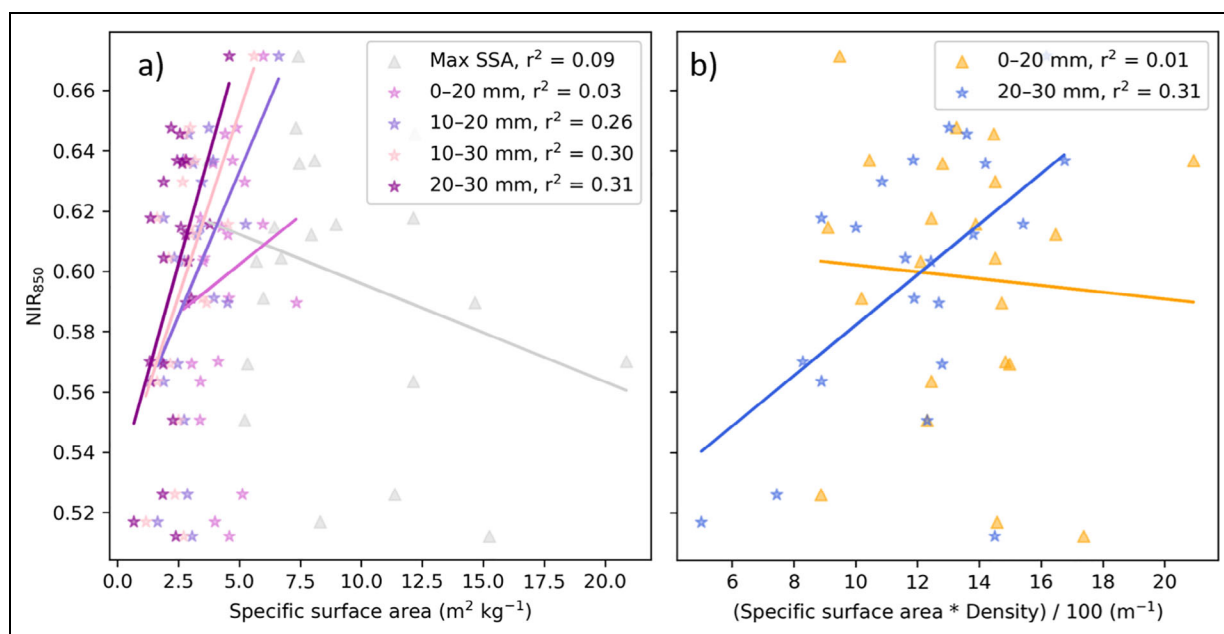 a)
Max SSA, r² = 0.09
0–20 mm, r² = 0.03
10–20 mm, r² = 0.26
10–30 mm, r² = 0.30
20–30 mm, r² = 0.31
NIR₈₅₀
0.66
0.64
0.62
0.60
0.58
0.56
0.54
0.52
0.0 2.5 5.0 7.5 10.0 12.5 15.0 17.5 20.0
Specific surface area (m² kg⁻¹)
b)
0–20 mm, r² = 0.01
20–30 mm, r² = 0.31
6 8 10 12 14 16 18 20
(Specific surface area * Density) / 100 (m⁻¹)